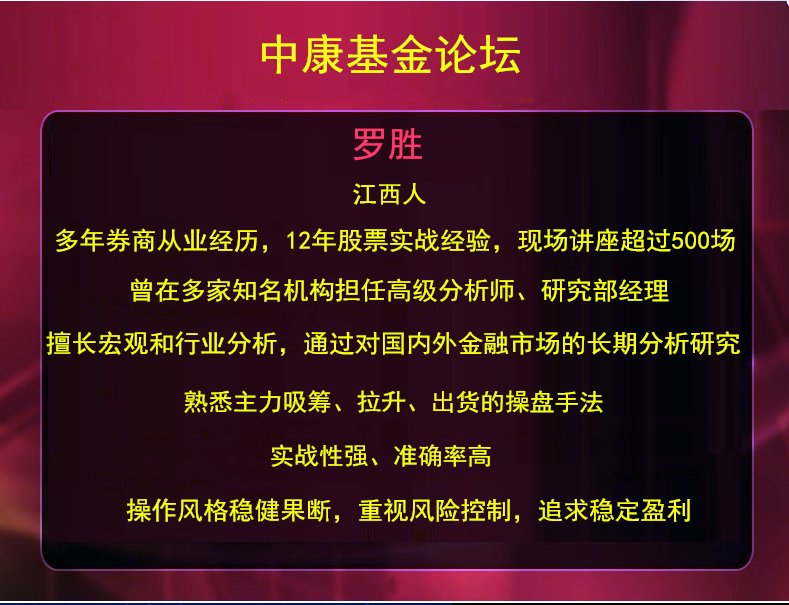 中康基金论坛
罗胜
江西人
多年券商从业经历，12年股票实战经验，现场讲座超过500场
曾在多家知名机构担任高级分析师、研究部经理
擅长宏观和行业分析，通过对国内外金融市场的长期分析研究
熟悉主力吸筹、拉升、出货的操盘手法
实战性强、准确率高
操作风格稳健果断，重视风险控制，追求稳定盈利